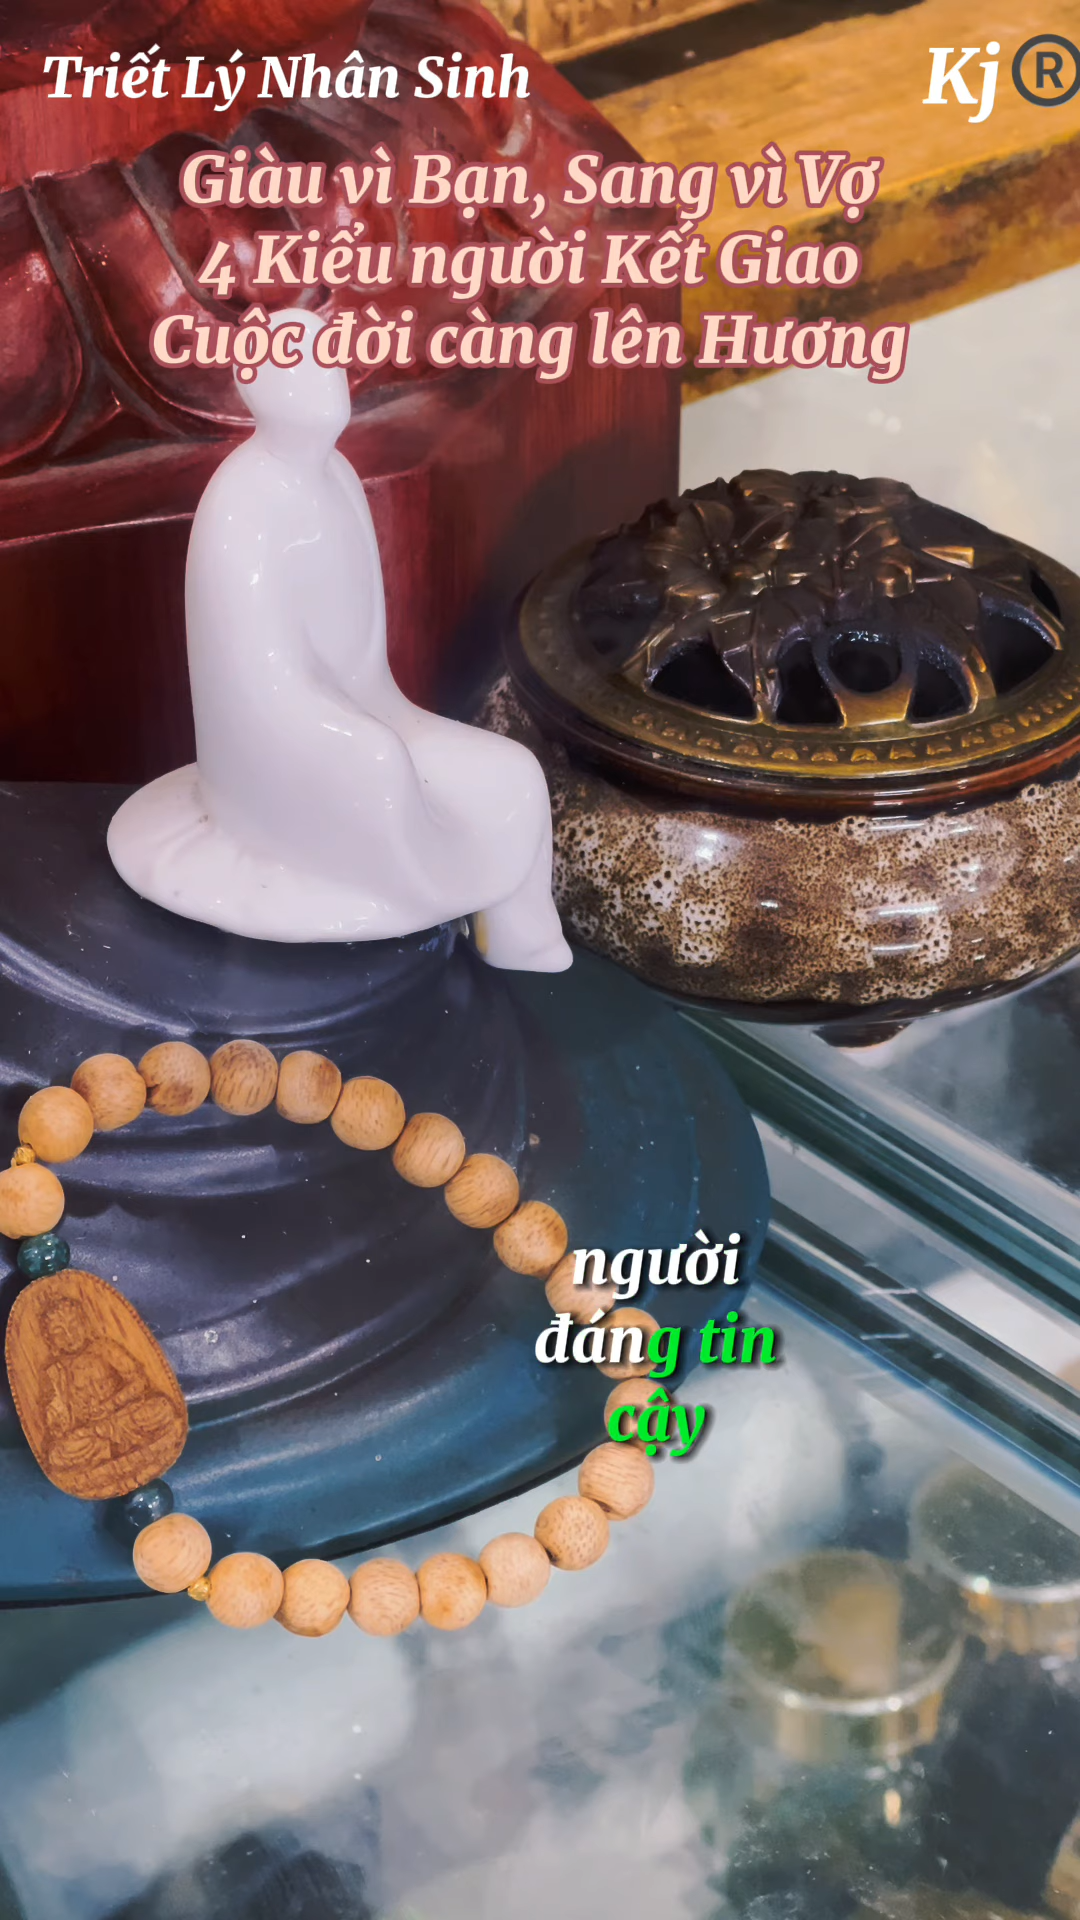 Triết Lý Nhân Sinh
Kj®
Giàu vì Bạn, Sang vì Vợ
4 Kiểu người Kết Giao
Cuộc đời càng lên Hương
người
đáng tin
cậy